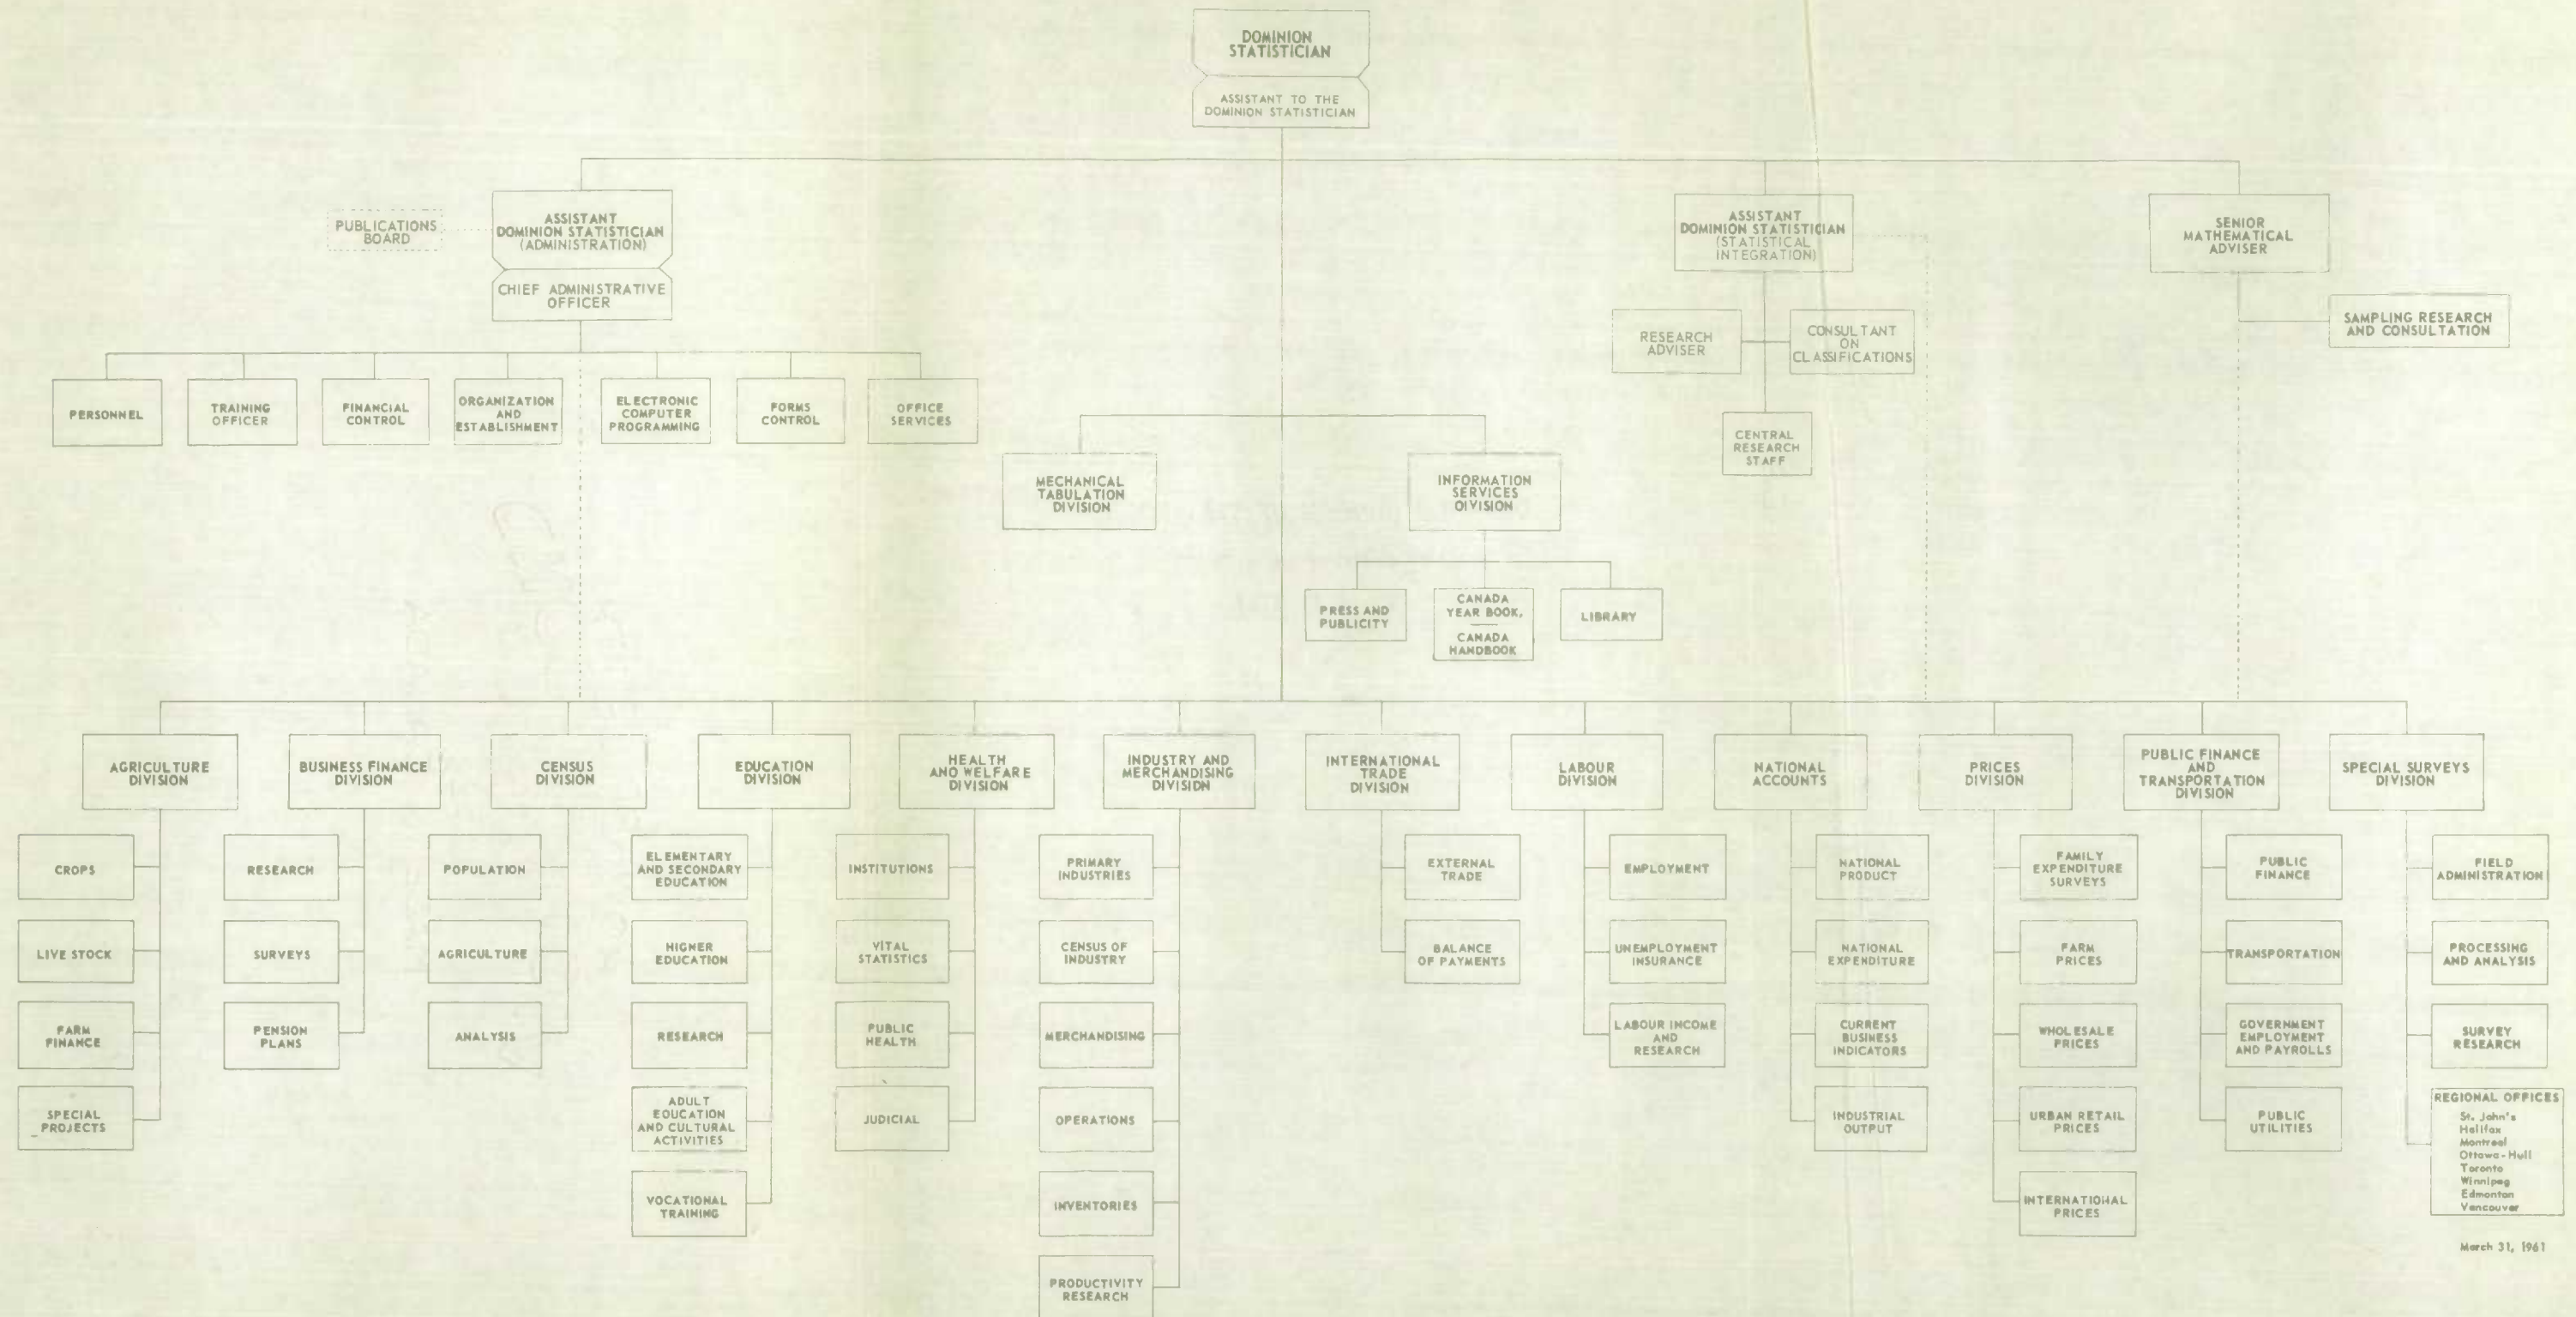 DOMINION
STATISTICIAN
ASSISTANT TO THE
DOMINION STATISTICIAN
PUBLICATIONS
BOARD
ASSISTANT
DOMINION STATISTICIAN
(ADMINISTRATION)
CHIEF ADMINISTRATIVE
OFFICER
ASSISTANT
DOMINION STATISTICIAN
(STATISTICAL
INTEGRATION)
SENIOR
MATHEMATICAL
ADVISER
RESEARCH
ADVISER
CONSULTANT
ON
CLASSIFICATIONS
SAMPLING RESEARCH
AND CONSULTATION
PERSONNEL
TRAINING
OFFICER
FINANCIAL
CONTROL
ORGANIZATION
AND
ESTABLISHMENT
ELECTRONIC
COMPUTER
PROGRAMMING
FORMS
CONTROL
OFFICE
SERVICES
CENTRAL
RESEARCH
STAFF
MECHANICAL
TABULATION
DIVISION
INFORMATION
SERVICES
DIVISION
PRESS AND
PUBLICITY
CANADA
YEAR BOOK,
CANADA
HANDBOOK
LIBRARY
AGRICULTURE
DIVISION
BUSINESS FINANCE
DIVISION
CENSUS
DIVISION
EDUCATION
DIVISION
HEALTH
AND WELFARE
DIVISION
INDUSTRY AND
MERCHANDISING
DIVISION
INTERNATIONAL
TRADE
DIVISION
LABOUR
DIVISION
NATIONAL
ACCOUNTS
PRICES
DIVISION
PUBLIC FINANCE
AND
TRANSPORTATION
DIVISION
SPECIAL SURVEYS
DIVISION
CROPS
LIVE STOCK
FARM
FINANCE
SPECIAL
PROJECTS
RESEARCH
SURVEYS
PENSION
PLANS
POPULATION
AGRICULTURE
ANALYSIS
ELEMENTARY
AND SECONDARY
EDUCATION
HIGHER
EDUCATION
RESEARCH
ADULT
EDUCATION
AND CULTURAL
ACTIVITIES
VOCATIONAL
TRAINING
INSTITUTIONS
VITAL
STATISTICS
PUBLIC
HEALTH
JUDICIAL
PRIMARY
INDUSTRIES
CENSUS OF
INDUSTRY
MERCHANDISING
OPERATIONS
INVENTORIES
PRODUCTIVITY
RESEARCH
EXTERNAL
TRADE
BALANCE
OF PAYMENTS
EMPLOYMENT
UNEMPLOYMENT
INSURANCE
LABOUR INCOME
AND
RESEARCH
NATIONAL
PRODUCT
NATIONAL
EXPENDITURE
CURRENT
BUSINESS
INDICATORS
INDUSTRIAL
OUTPUT
FAMILY
EXPENDITURE
SURVEYS
FARM
PRICES
WHOLESALE
PRICES
URBAN RETAIL
PRICES
INTERNATIONAL
PRICES
PUBLIC
FINANCE
TRANSPORTATION
GOVERNMENT
EMPLOYMENT
AND PAYROLLS
PUBLIC
UTILITIES
FIELD
ADMINISTRATION
PROCESSING
AND ANALYSIS
SURVEY
RESEARCH
REGIONAL OFFICES
St. John's
Halifax
Montreal
Ottawa-Hull
Toronto
Winnipeg
Edmonton
Vancouver
March 31, 1961